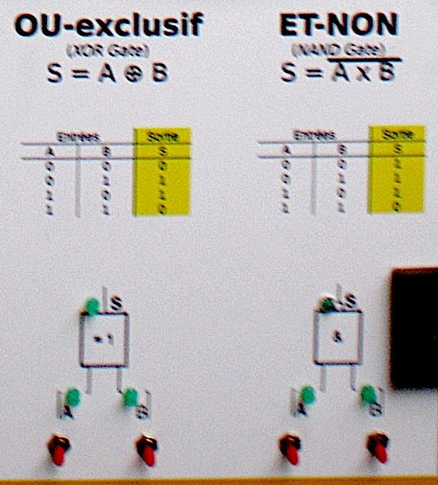 OU-exclusif
(XOR Gate)
S = A ⊕ B
Entrées Sortie
A B S
0 0 0
0 1 1
1 0 1
1 1 0
S
= 1
A B
ET-NON
(NAND Gate)
S = A x B
Entrées Sortie
A B S
0 0 1
0 1 1
1 0 1
1 1 0
S
&
A B